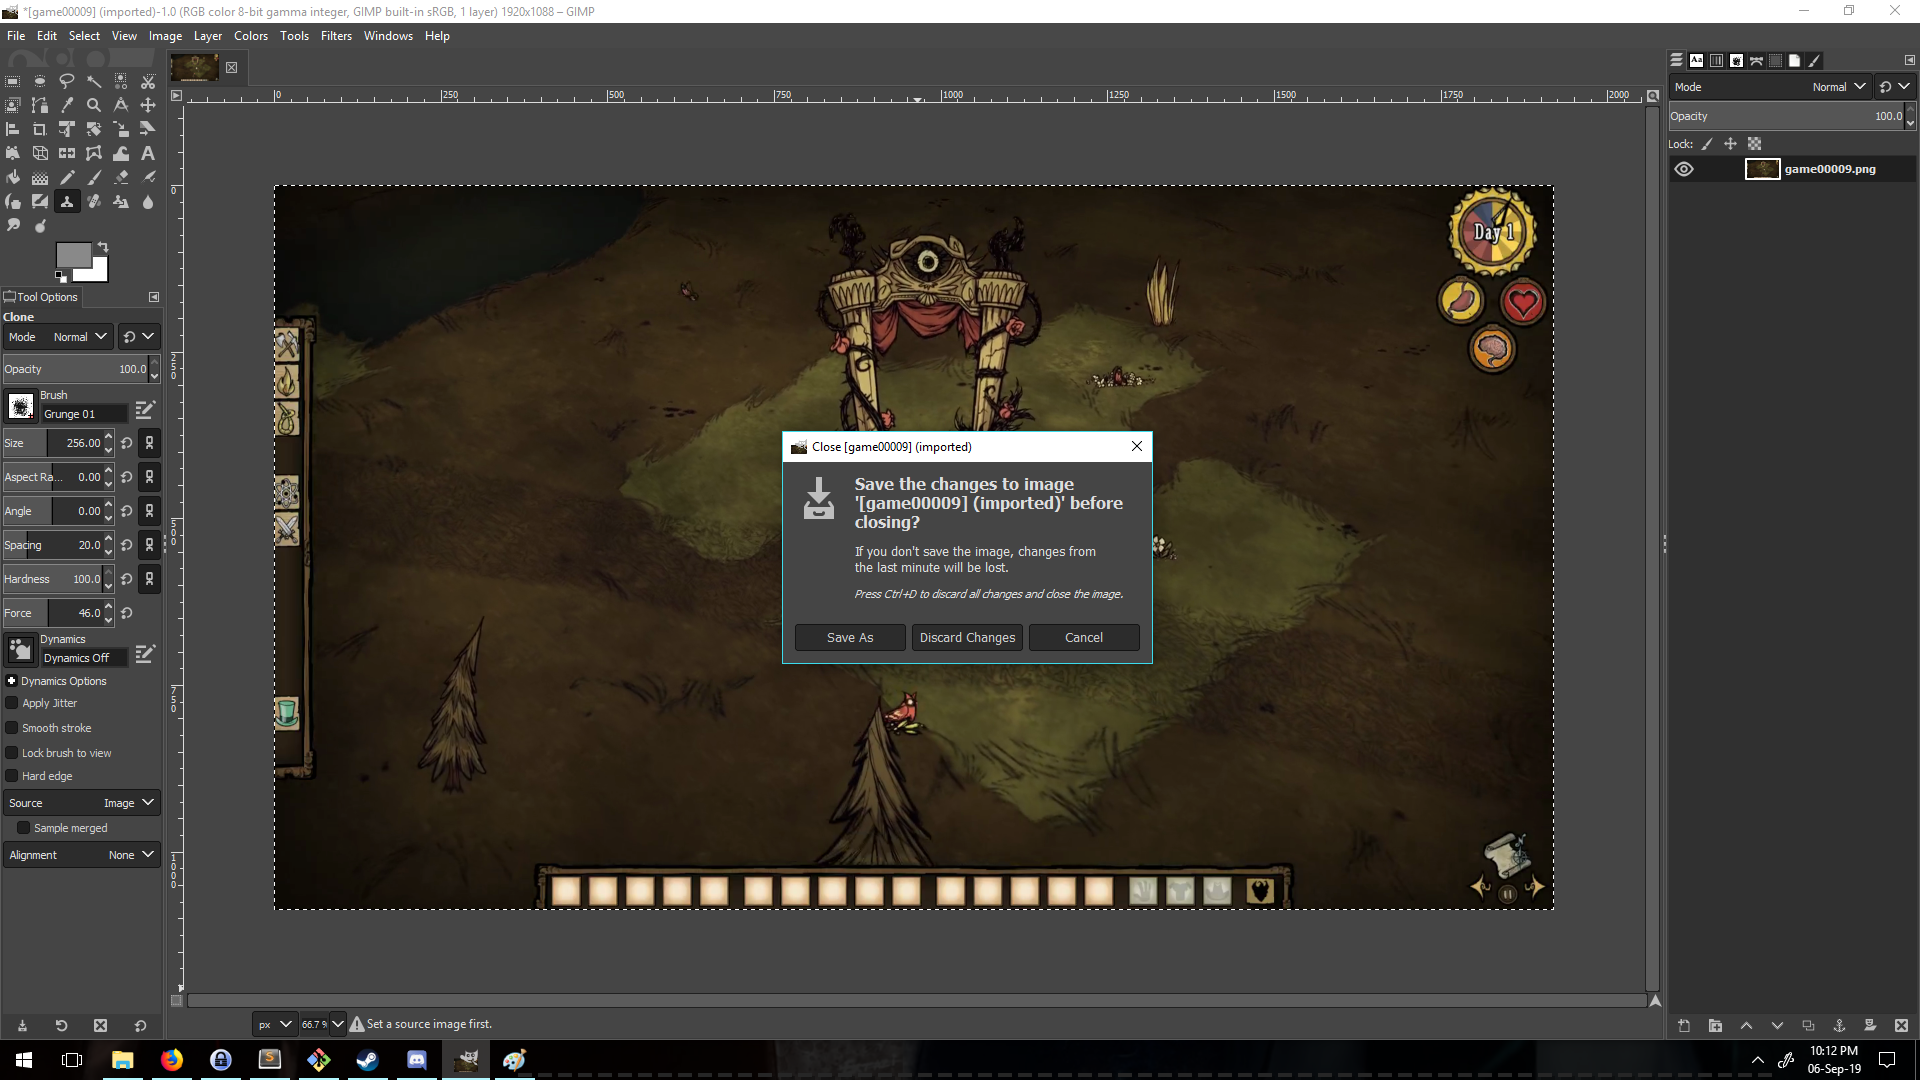 *[game00009] (imported)-1.0 (RGB color 8-bit gamma integer, GIMP built-in sRGB, 1 layer) 1920x1088 – GIMP
File Edit Select View Image Layer Colors Tools Filters Windows Help
0 250 500 750 1000 1250 1500 1750 2000
Mode Normal
Opacity 100.0
Lock:
game00009.png
Day 1
Tool Options
Clone
Mode Normal
Opacity 100.0
Brush
Grunge 01
Size 256.00
Aspect Ra... 0.00
Angle 0.00
Spacing 20.0
Hardness 100.0
Force 46.0
Dynamics
Dynamics Off
Dynamics Options
Apply Jitter
Smooth stroke
Lock brush to view
Hard edge
Source Image
Sample merged
Alignment None
0
250
500
750
1000
Close [game00009] (imported)
Save the changes to image
'[game00009] (imported)' before
closing?
If you don't save the image, changes from
the last minute will be lost.
Press Ctrl+D to discard all changes and close the image.
Save As Discard Changes Cancel
px 66.7 % Set a source image first.
10:12 PM
06-Sep-19